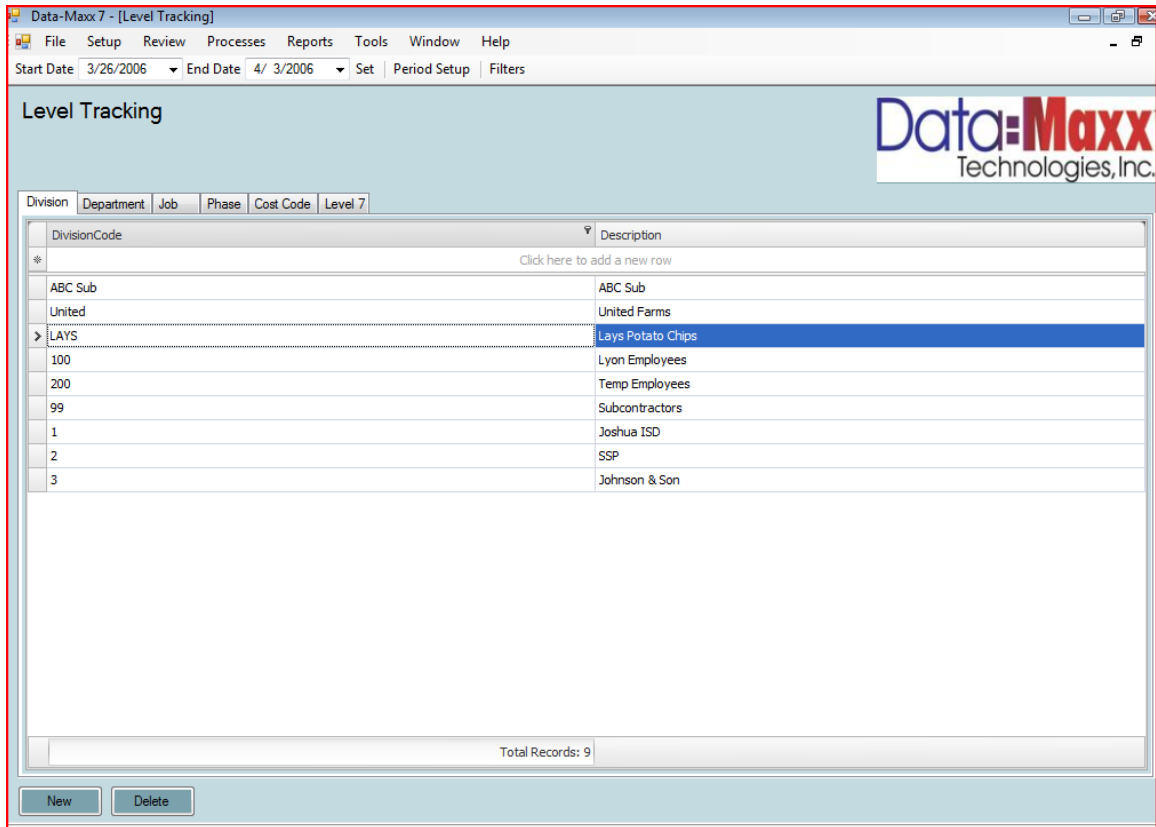 Data-Maxx 7 - [Level Tracking]
File Setup Review Processes Reports Tools Window Help
Start Date 3/26/2006 End Date 4/ 3/2006 Set Period Setup Filters
Level Tracking
Data Maxx
Technologies, Inc.
Division Department Job Phase Cost Code Level 7
DivisionCode Description
Click here to add a new row
ABC Sub ABC Sub
United United Farms
LAYS Lays Potato Chips
100 Lyon Employees
200 Temp Employees
99 Subcontractors
1 Joshua ISD
2 SSP
3 Johnson & Son
Total Records: 9
New Delete